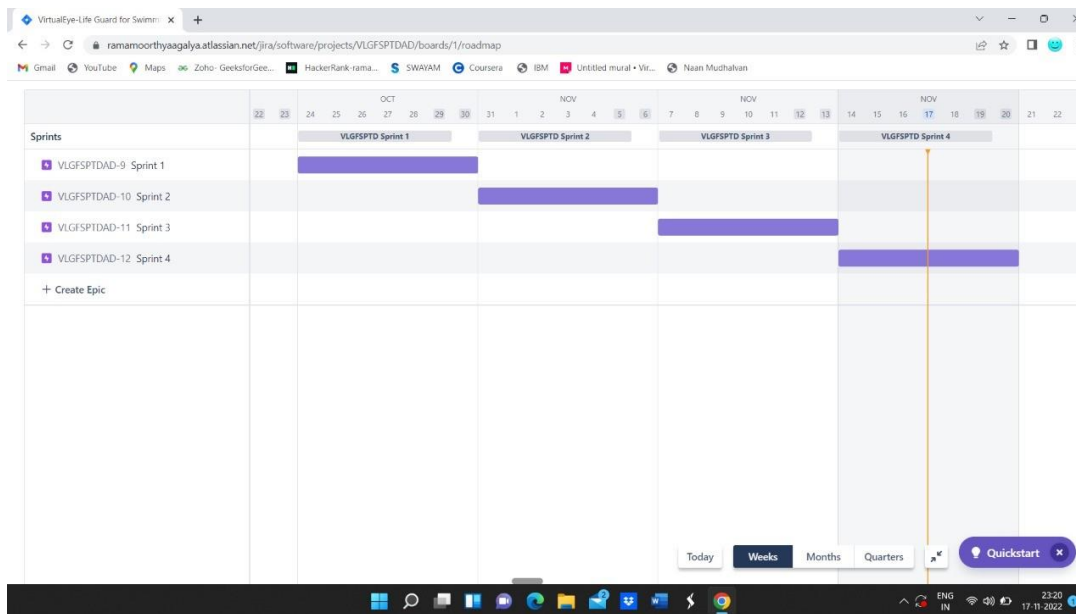 VirtualEye-Life Guard for Swimmi
ramamoorthyaagalya.atlassian.net/jira/software/projects/VLGFSPTDAD/boards/1/roadmap
Gmail YouTube Maps Zoho- GeeksforGee... HackerRank-rama... SWAYAM Coursera IBM Untitled mural • Vir... Naan Mudhalvan
OCT NOV NOV NOV
22 23 24 25 26 27 28 29 30 31 1 2 3 4 5 6 7 8 9 10 11 12 13 14 15 16 17 18 19 20 21 22
Sprints VLGFSPTD Sprint 1 VLGFSPTD Sprint 2 VLGFSPTD Sprint 3 VLGFSPTD Sprint 4
VLGFSPTDAD-9 Sprint 1
VLGFSPTDAD-10 Sprint 2
VLGFSPTDAD-11 Sprint 3
VLGFSPTDAD-12 Sprint 4
+ Create Epic
Today Weeks Months Quarters Quickstart
ENG
IN
23:20
17-11-2022